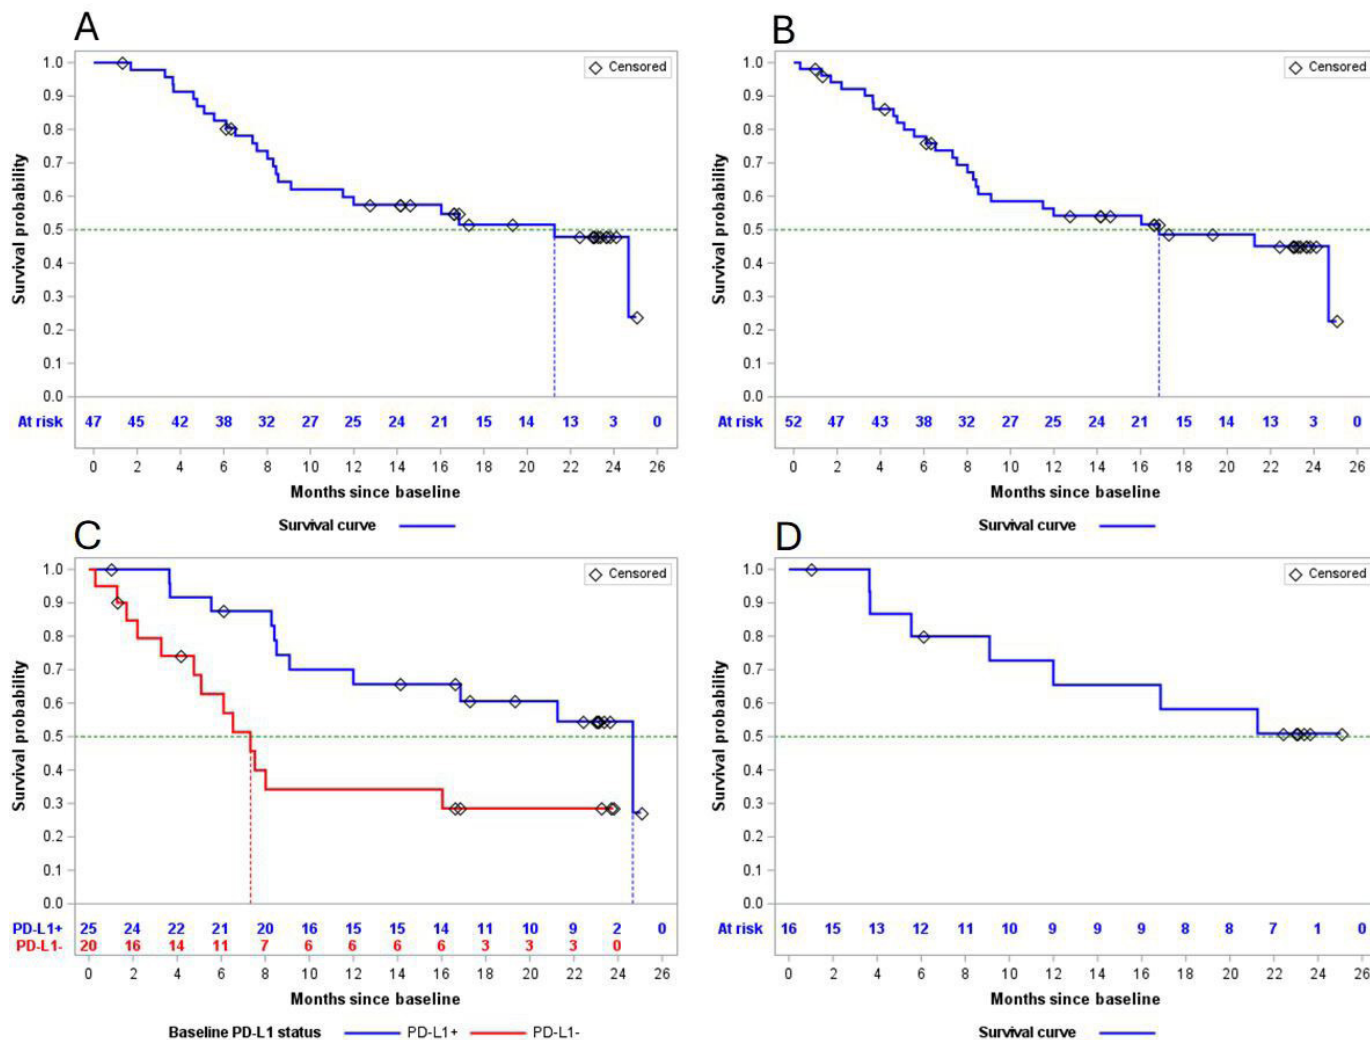 A
Censored
Survival probability
1.0
0.9
0.8
0.7
0.6
0.5
0.4
0.3
0.2
0.1
0.0
At risk 47 45 42 38 32 27 25 24 21 15 14 13 3 0
0 2 4 6 8 10 12 14 16 18 20 22 24 26
Months since baseline
Survival curve
B
Censored
Survival probability
1.0
0.9
0.8
0.7
0.6
0.5
0.4
0.3
0.2
0.1
0.0
At risk 52 47 43 38 32 27 25 24 21 15 14 13 3 0
0 2 4 6 8 10 12 14 16 18 20 22 24 26
Months since baseline
Survival curve
C
Censored
Survival probability
1.0
0.9
0.8
0.7
0.6
0.5
0.4
0.3
0.2
0.1
0.0
PD-L1+ 25 24 22 21 20 16 15 15 14 11 10 9 2 0
PD-L1- 20 16 14 11 7 6 6 6 6 3 3 3 0
0 2 4 6 8 10 12 14 16 18 20 22 24 26
Months since baseline
Baseline PD-L1 status PD-L1+ PD-L1-
D
Censored
Survival probability
1.0
0.9
0.8
0.7
0.6
0.5
0.4
0.3
0.2
0.1
0.0
At risk 16 15 13 12 11 10 9 9 9 8 8 7 1 0
0 2 4 6 8 10 12 14 16 18 20 22 24 26
Months since baseline
Survival curve